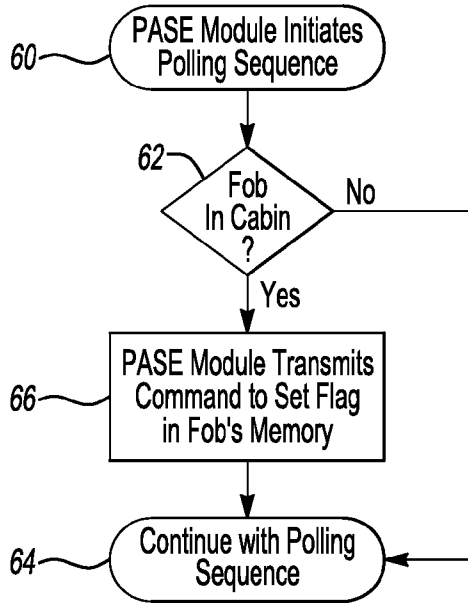 60
PASE Module Initiates
Polling Sequence
62
Fob
In Cabin
?
No
Yes
66
PASE Module Transmits
Command to Set Flag
in Fob's Memory
64
Continue with Polling
Sequence